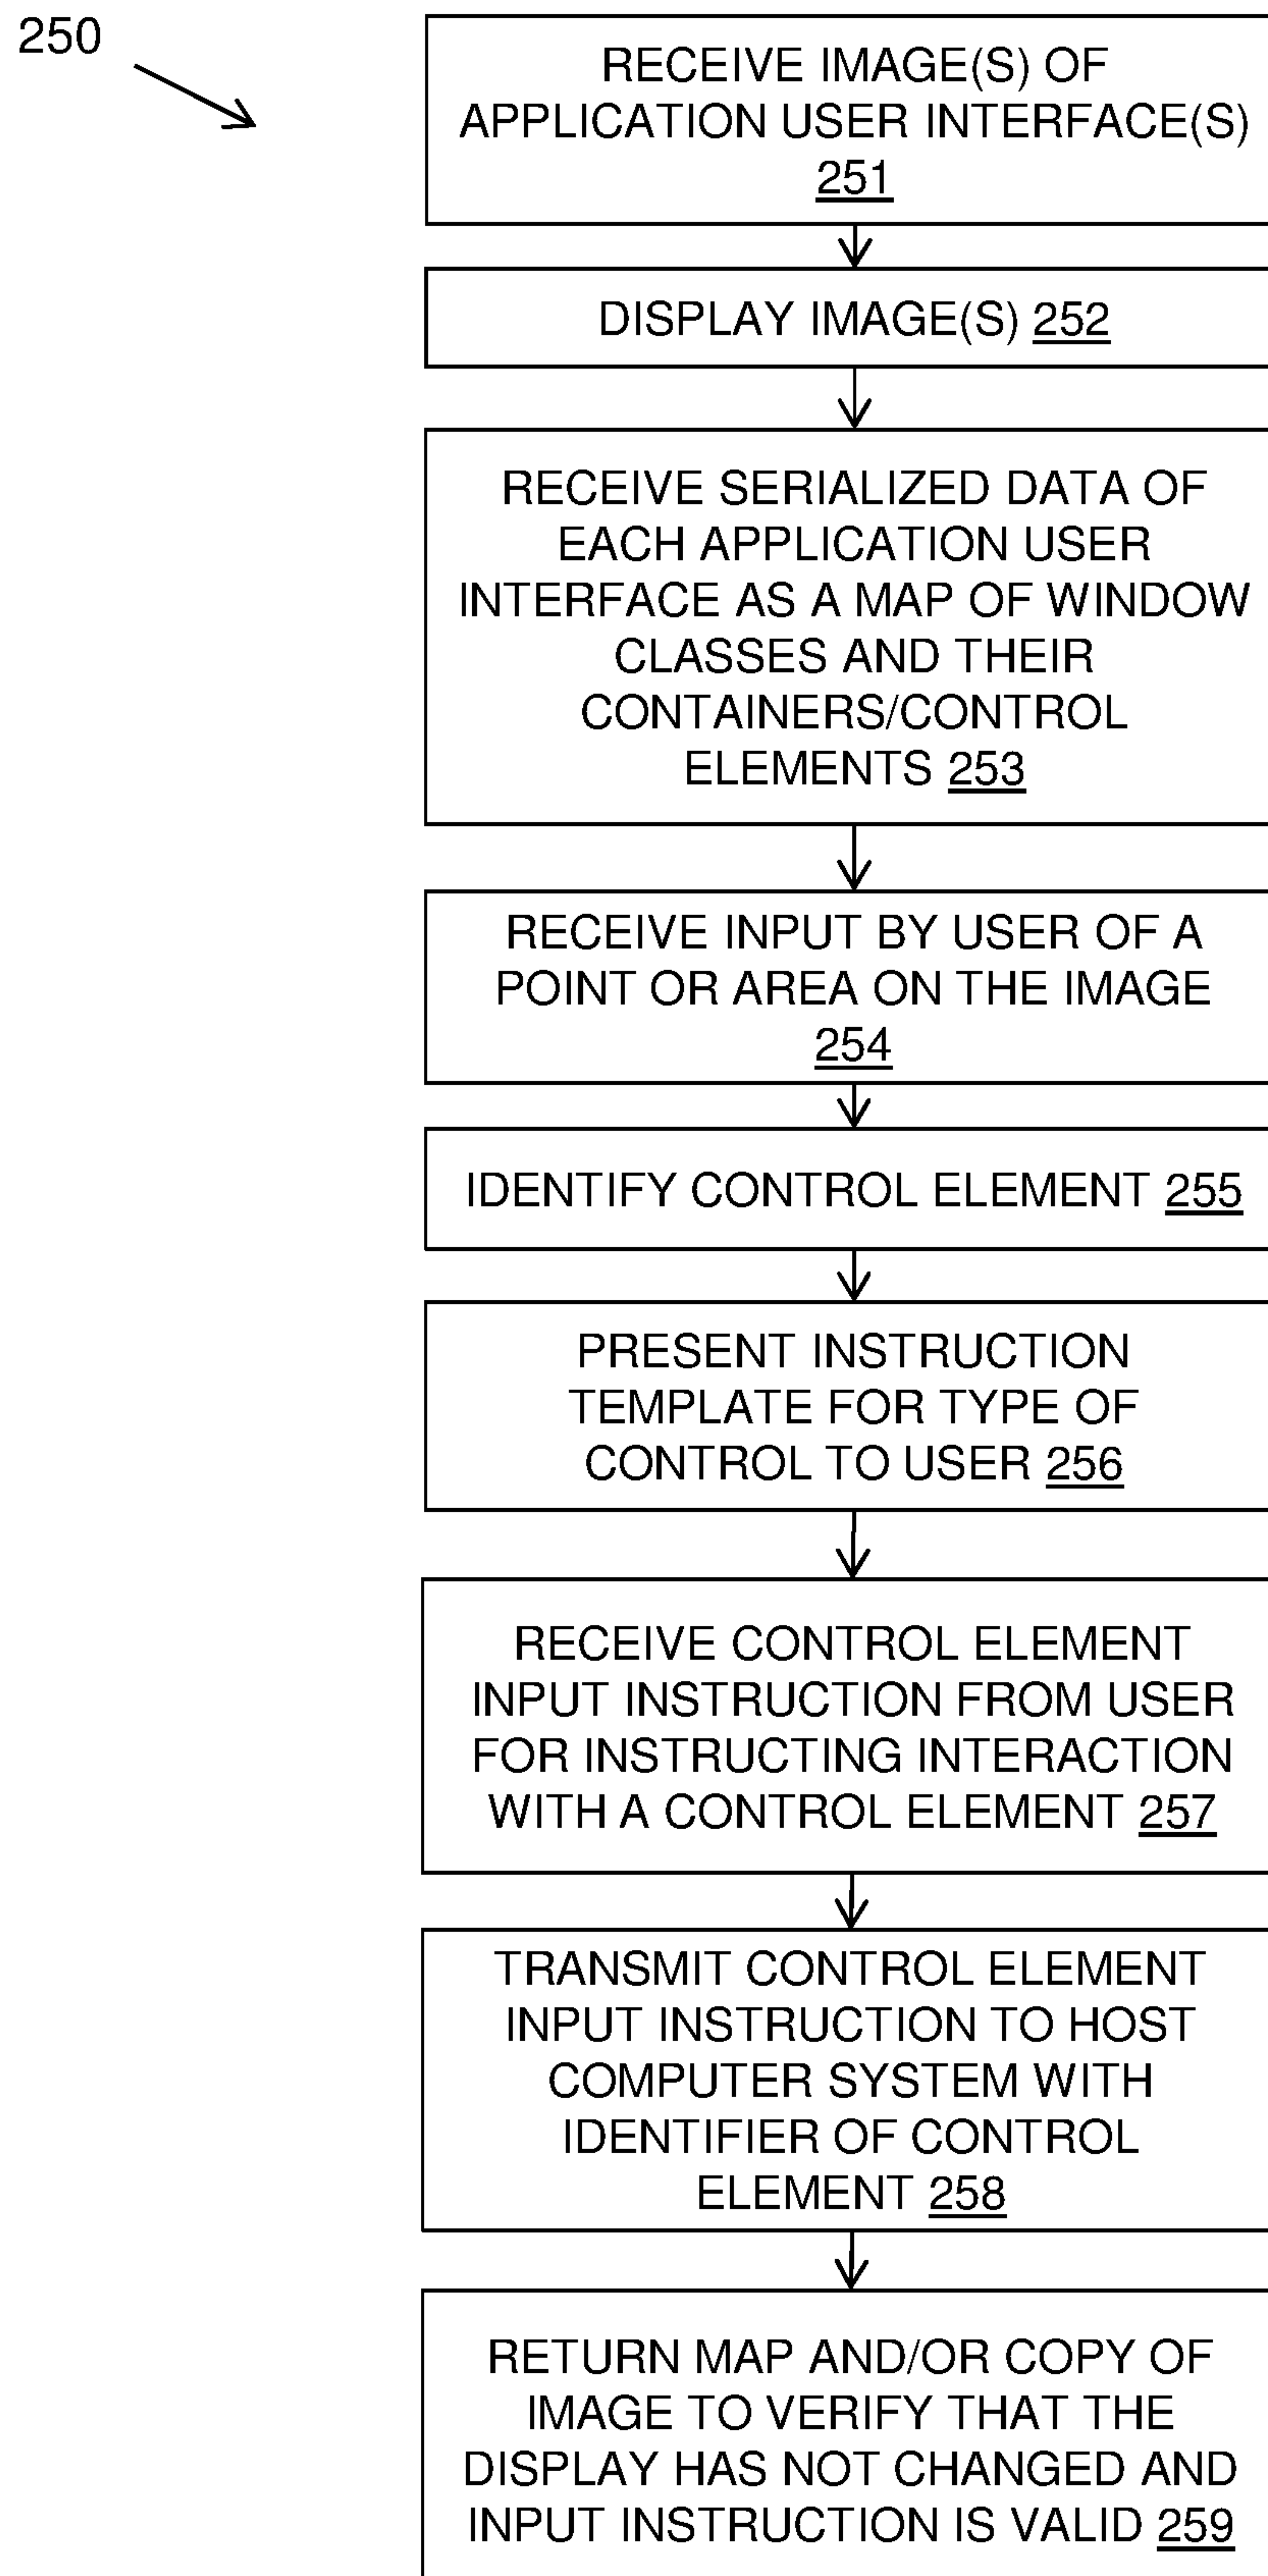 250
RECEIVE IMAGE(S) OF
APPLICATION USER INTERFACE(S)
251
DISPLAY IMAGE(S) 252
RECEIVE SERIALIZED DATA OF
EACH APPLICATION USER
INTERFACE AS A MAP OF WINDOW
CLASSES AND THEIR
CONTAINERS/CONTROL
ELEMENTS 253
RECEIVE INPUT BY USER OF A
POINT OR AREA ON THE IMAGE
254
IDENTIFY CONTROL ELEMENT 255
PRESENT INSTRUCTION
TEMPLATE FOR TYPE OF
CONTROL TO USER 256
RECEIVE CONTROL ELEMENT
INPUT INSTRUCTION FROM USER
FOR INSTRUCTING INTERACTION
WITH A CONTROL ELEMENT 257
TRANSMIT CONTROL ELEMENT
INPUT INSTRUCTION TO HOST
COMPUTER SYSTEM WITH
IDENTIFIER OF CONTROL
ELEMENT 258
RETURN MAP AND/OR COPY OF
IMAGE TO VERIFY THAT THE
DISPLAY HAS NOT CHANGED AND
INPUT INSTRUCTION IS VALID 259